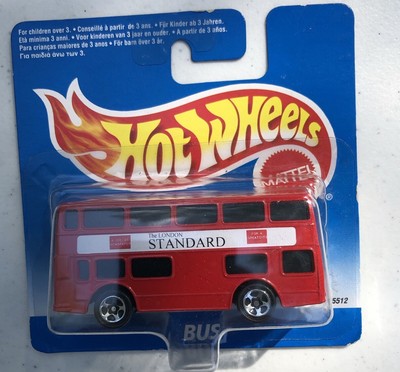 For children over 3. • Conseillé à partir de 3 ans. • Für Kinder ab 3 Jahren.
Età minima 3 anni. • Voor kinderen van 3 jaar en ouder. • A partir de 3 años.
Para crianças maiores de 3 anos • För barn över 3 år.
Για παιδιά άνω των 3.
HOT WHEELS
MATTEL
The LONDON
STANDARD
5512
BUS